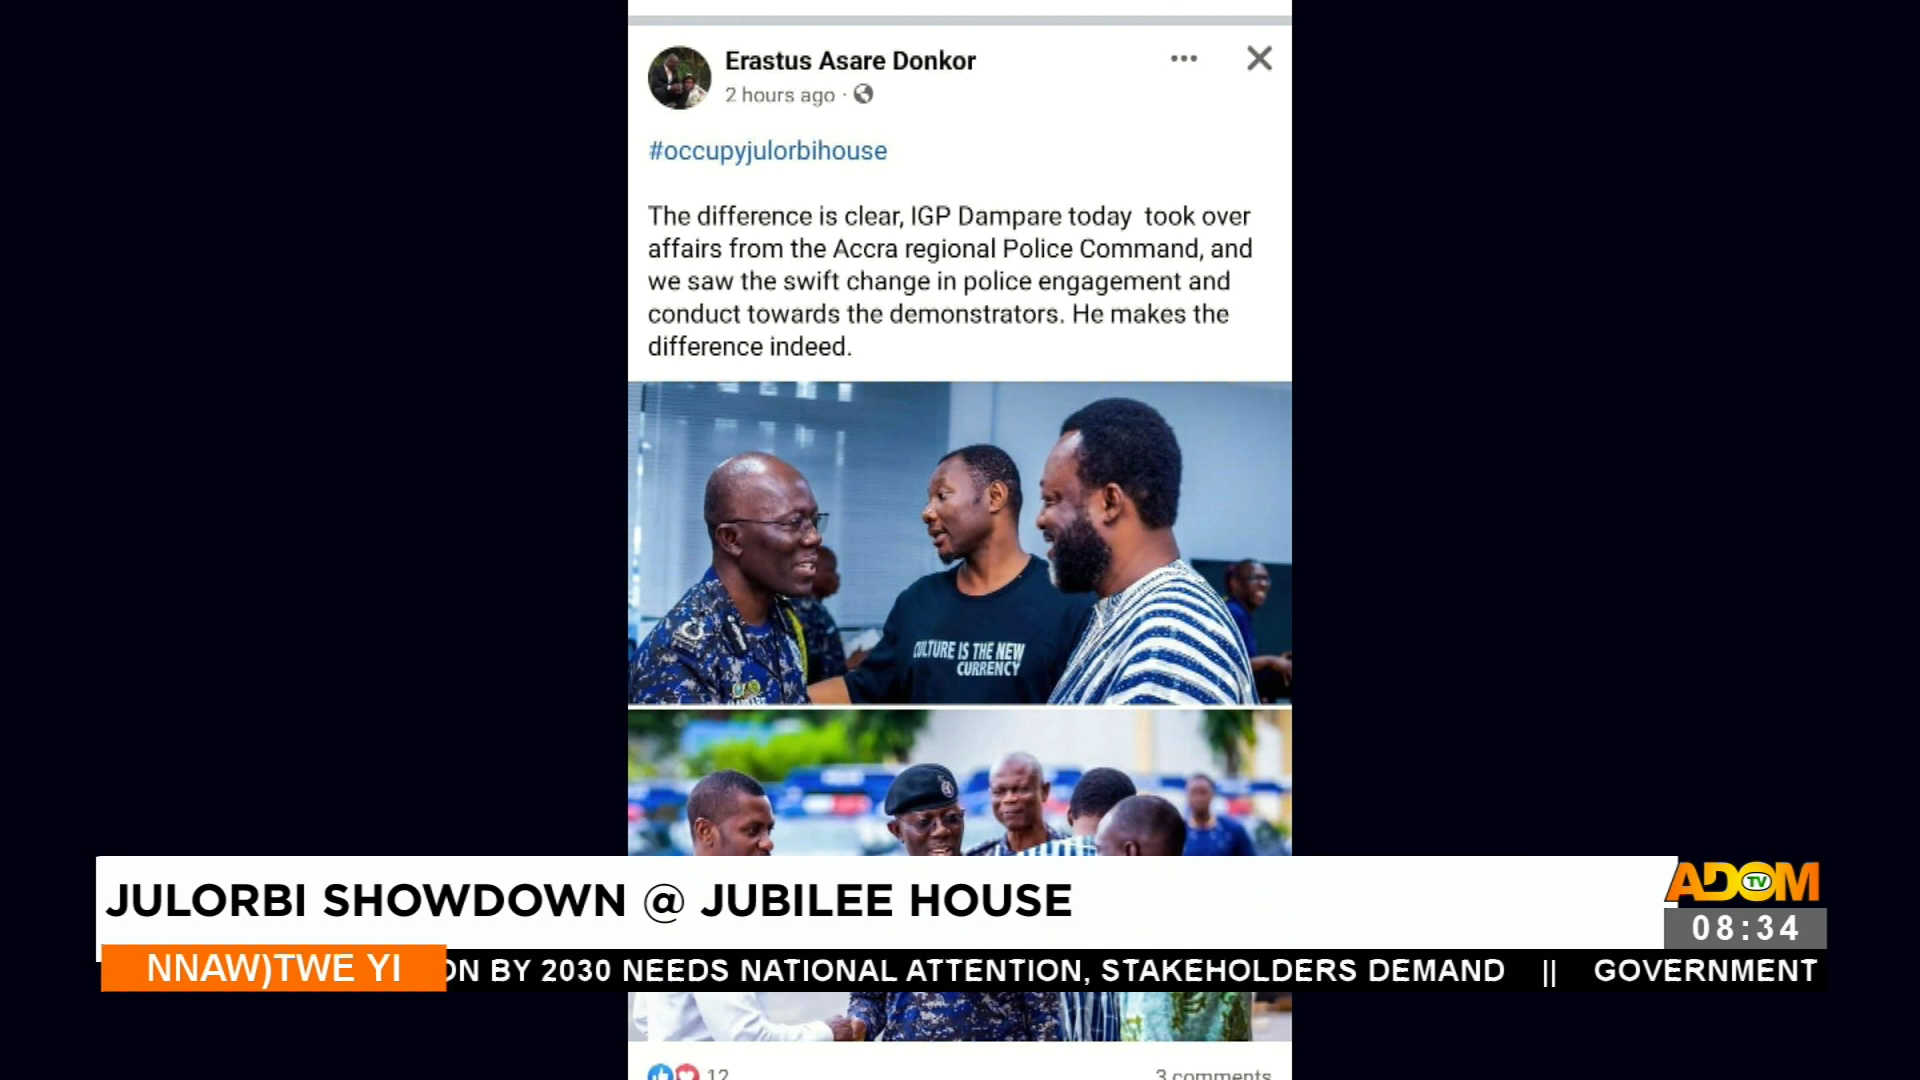 Erastus Asare Donkor
2 hours ago ·
#occupyjulorbihouse
The difference is clear, IGP Dampare today took over
affairs from the Accra regional Police Command, and
we saw the swift change in police engagement and
conduct towards the demonstrators. He makes the
difference indeed.
CULTURE IS THE NEW
CURRENCY
JULORBI SHOWDOWN @ JUBILEE HOUSE
ADOM
TV
08:34
NNAW)TWE YI
ON BY 2030 NEEDS NATIONAL ATTENTION, STAKEHOLDERS DEMAND || GOVERNMENT
12
3 comments